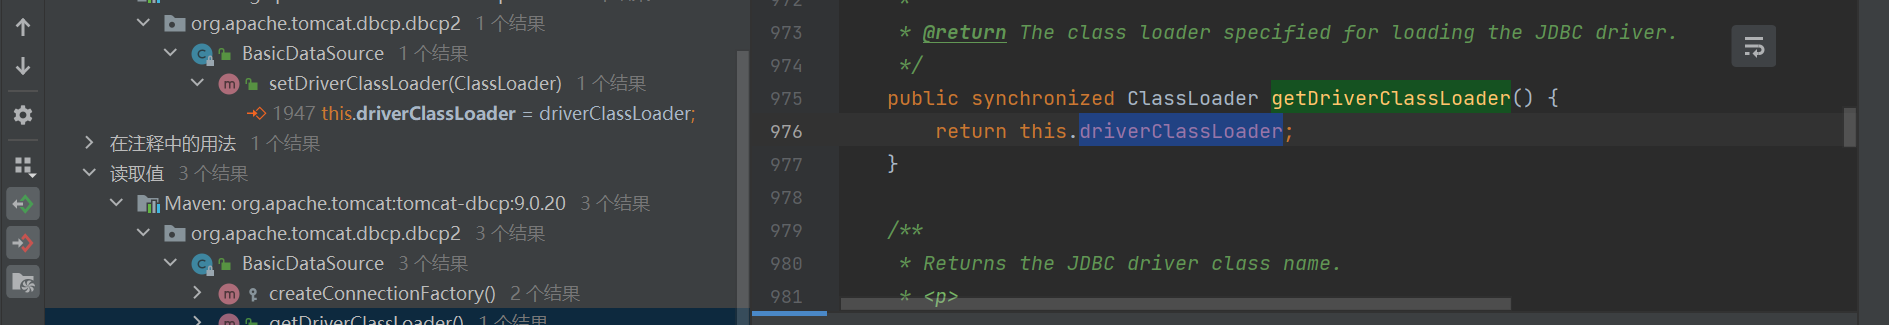 org.apache.tomcat.dbcp.dbcp2 1 个结果
BasicDataSource 1 个结果
setDriverClassLoader(ClassLoader) 1 个结果
1947 this.driverClassLoader = driverClassLoader;
在注释中的用法 1 个结果
读取值 3 个结果
Maven: org.apache.tomcat:tomcat-dbcp:9.0.20 3 个结果
org.apache.tomcat.dbcp.dbcp2 3 个结果
BasicDataSource 3 个结果
createConnectionFactory() 2 个结果
getDriverClassLoader() 1 个结果
972 *
973 * @return The class loader specified for loading the JDBC driver.
974 */
975 public synchronized ClassLoader getDriverClassLoader() {
976 return this.driverClassLoader;
977 }
978
979 /**
980 * Returns the JDBC driver class name.
981 * <p>